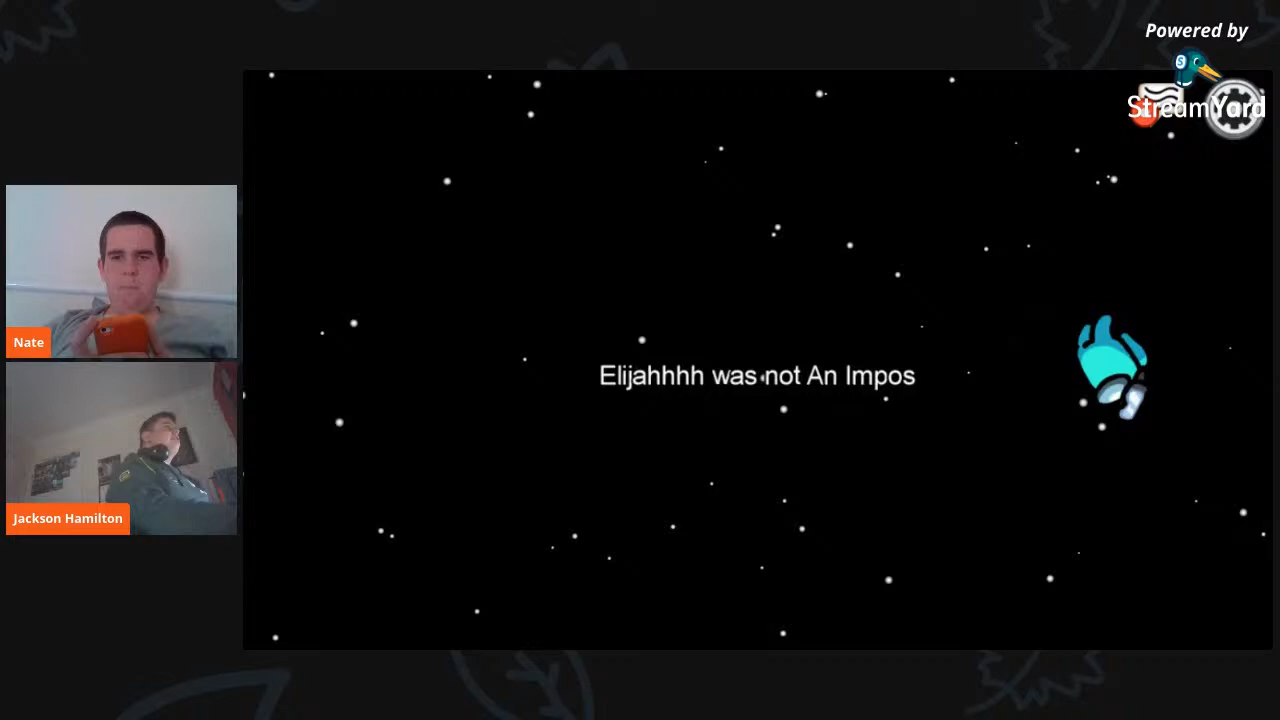 Powered by
StreamYard
Nate
Elijahhhh was not An Impos
Jackson Hamilton